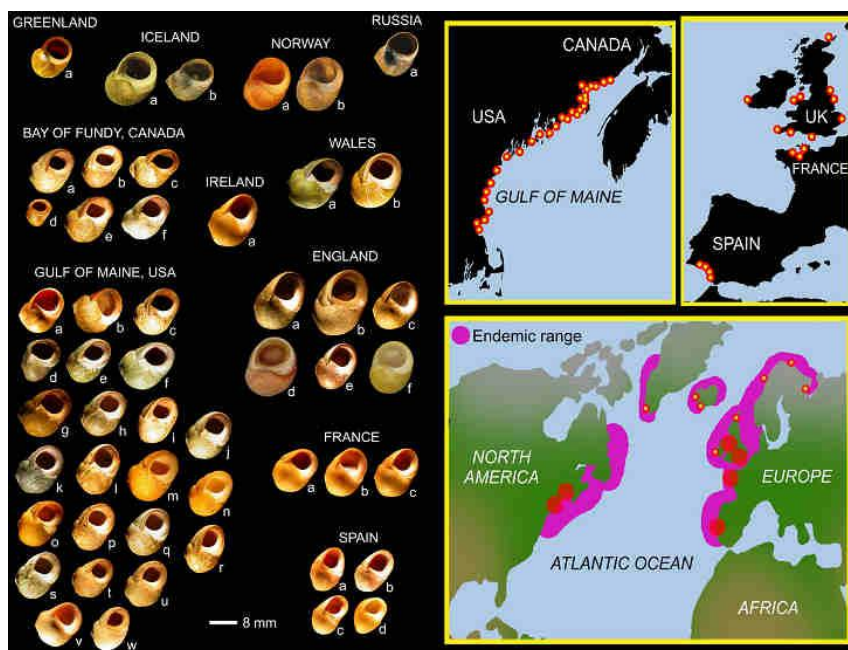 GREENLAND
a
ICELAND
a
b
NORWAY
a
b
RUSSIA
a
BAY OF FUNDY, CANADA
a
b
c
d
e
f
IRELAND
a
WALES
a
b
GULF OF MAINE, USA
a
b
c
d
e
f
g
h
i
j
k
l
m
n
o
p
q
r
s
t
u
v
w
ENGLAND
a
b
c
d
e
f
FRANCE
a
b
c
SPAIN
a
b
c
d
8 mm
CANADA
USA
GULF OF MAINE
UK
FRANCE
SPAIN
Endemic range
NORTH
AMERICA
EUROPE
ATLANTIC OCEAN
AFRICA